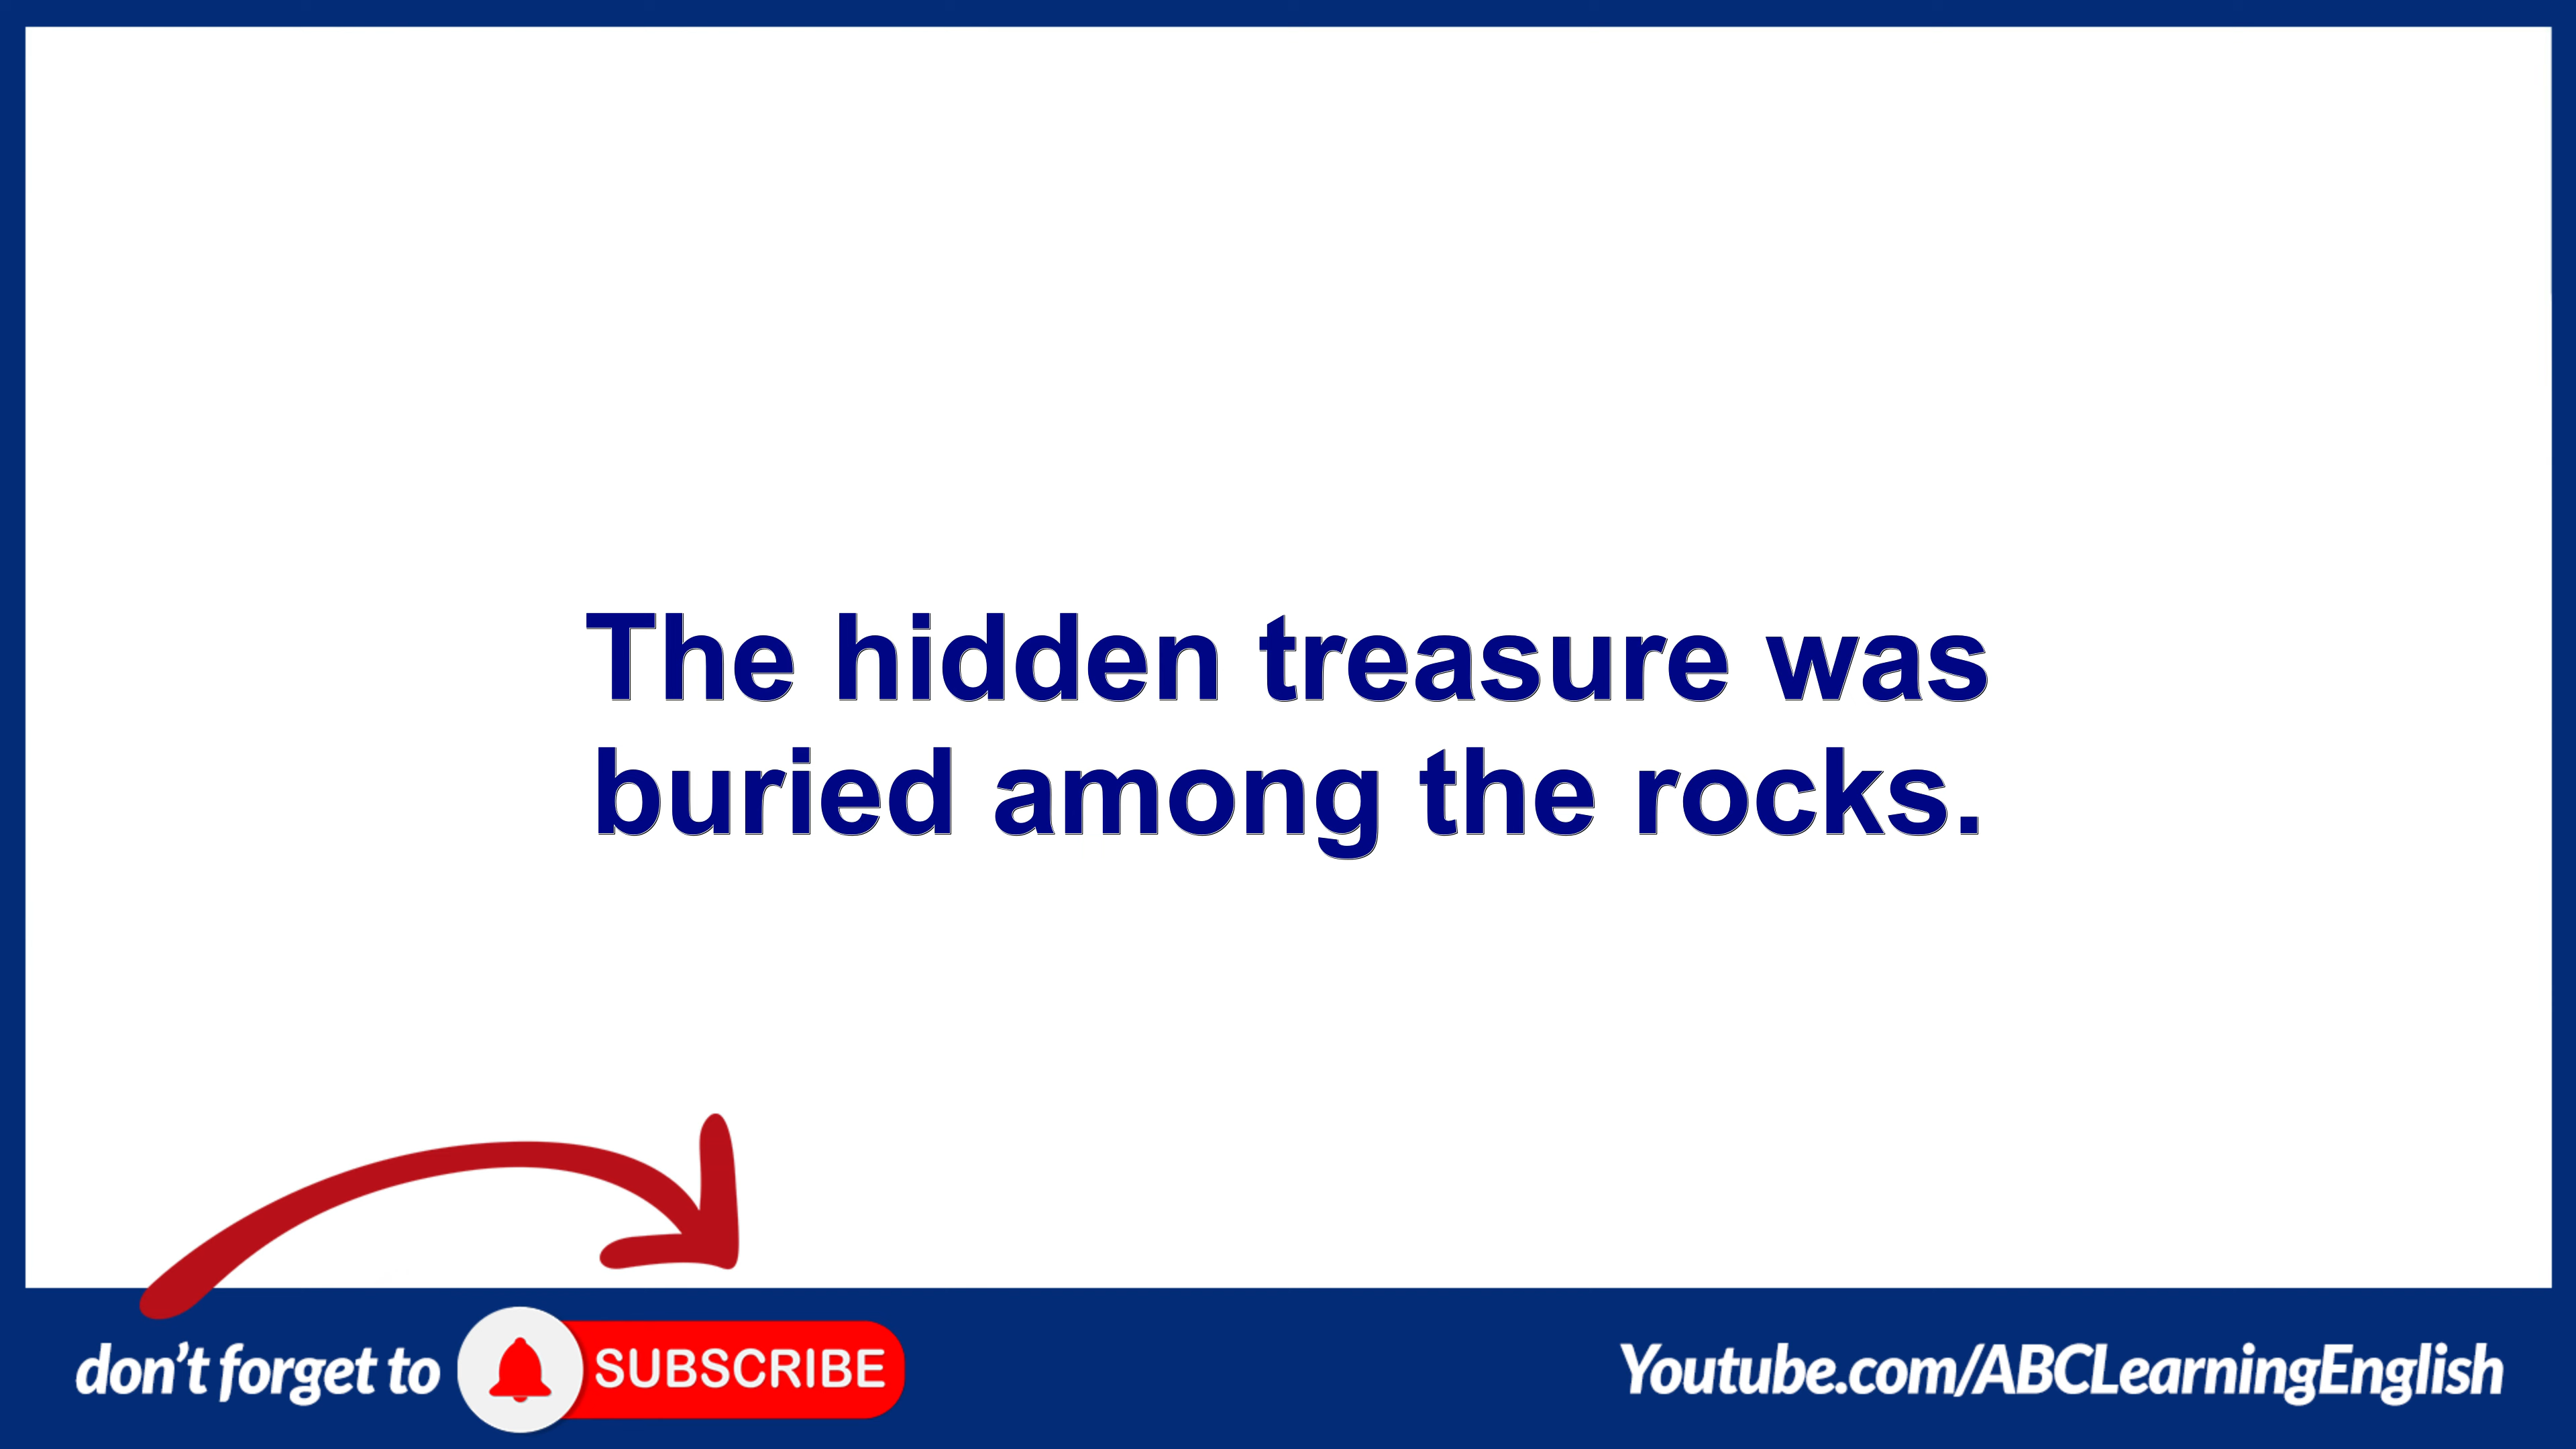 The hidden treasure was
buried among the rocks.
don't forget to SUBSCRIBE
Youtube.com/ABCLearningEnglish